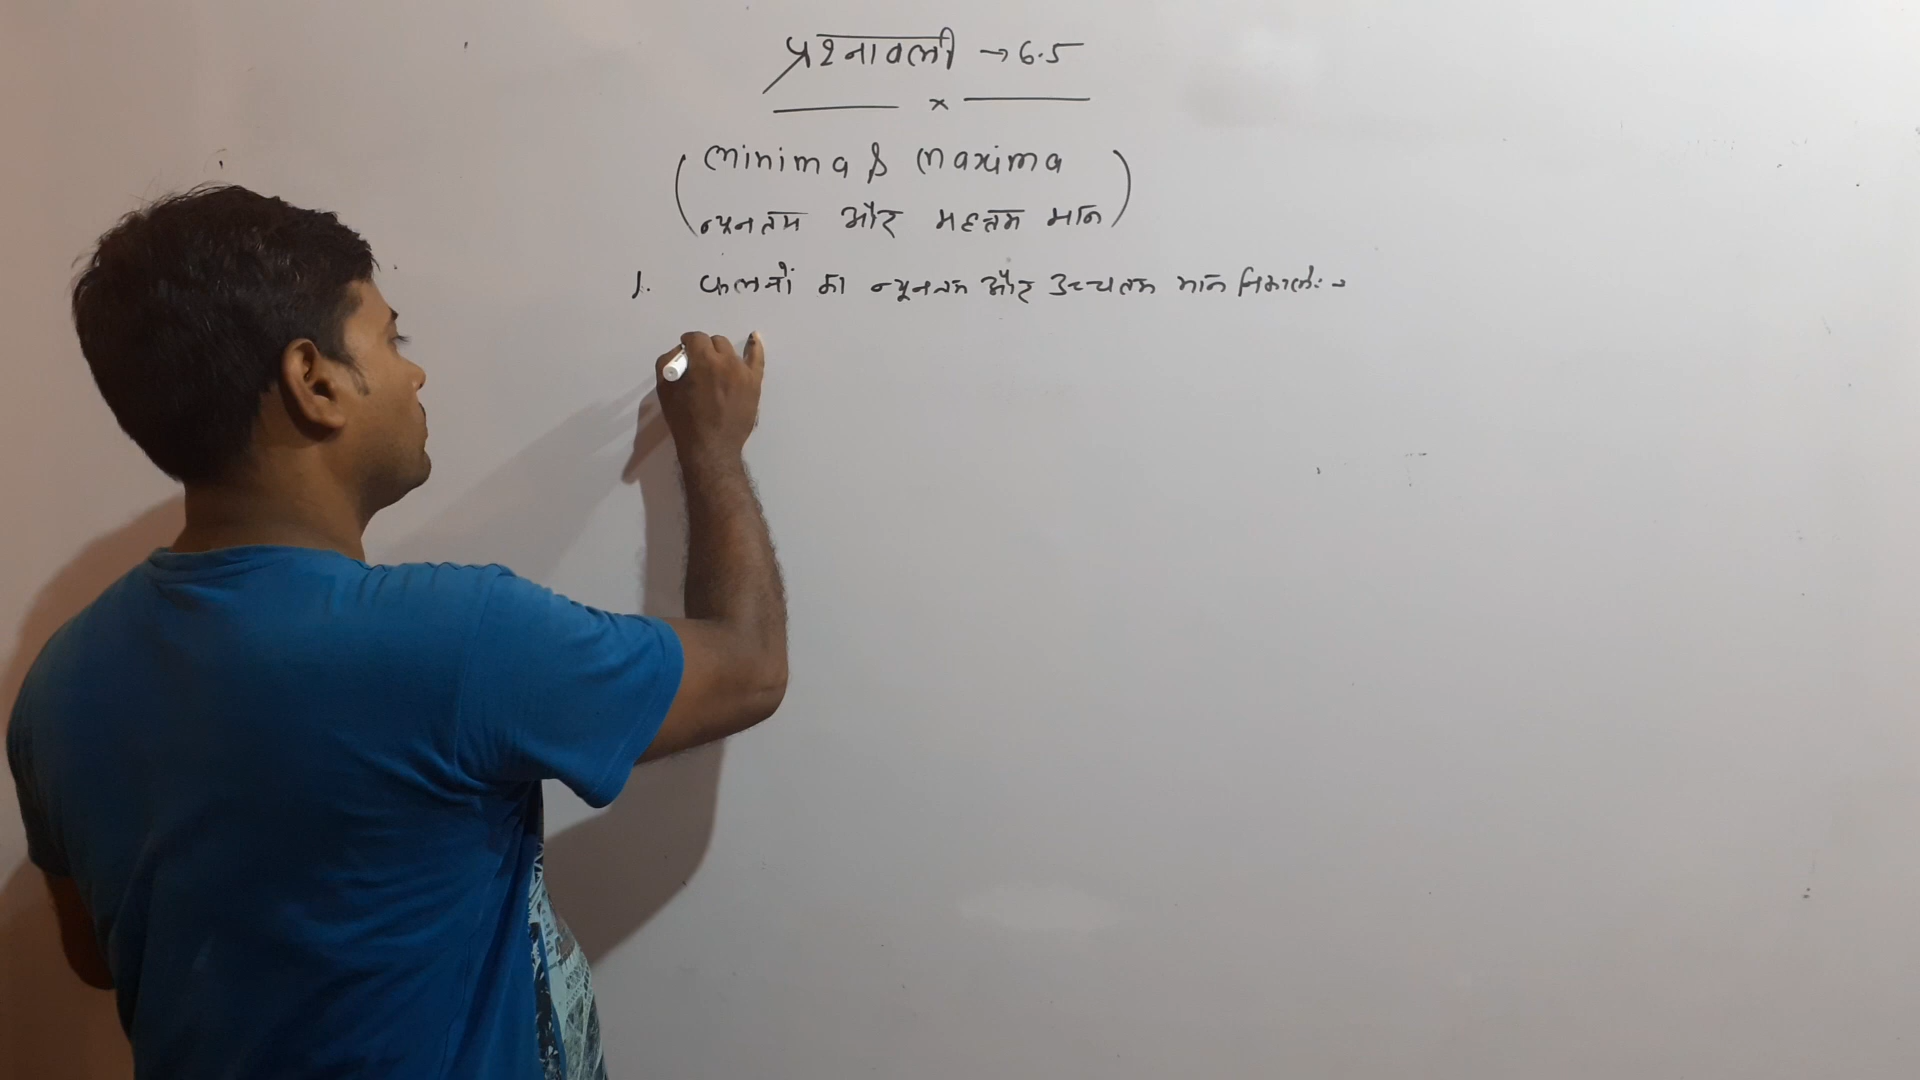 प्रश्नावली → 6.5
x
(minima & maxima
न्यूनतम और महत्तम मान)
1. फलनों का न्यूनतम और उच्चतम मान निकालें: →